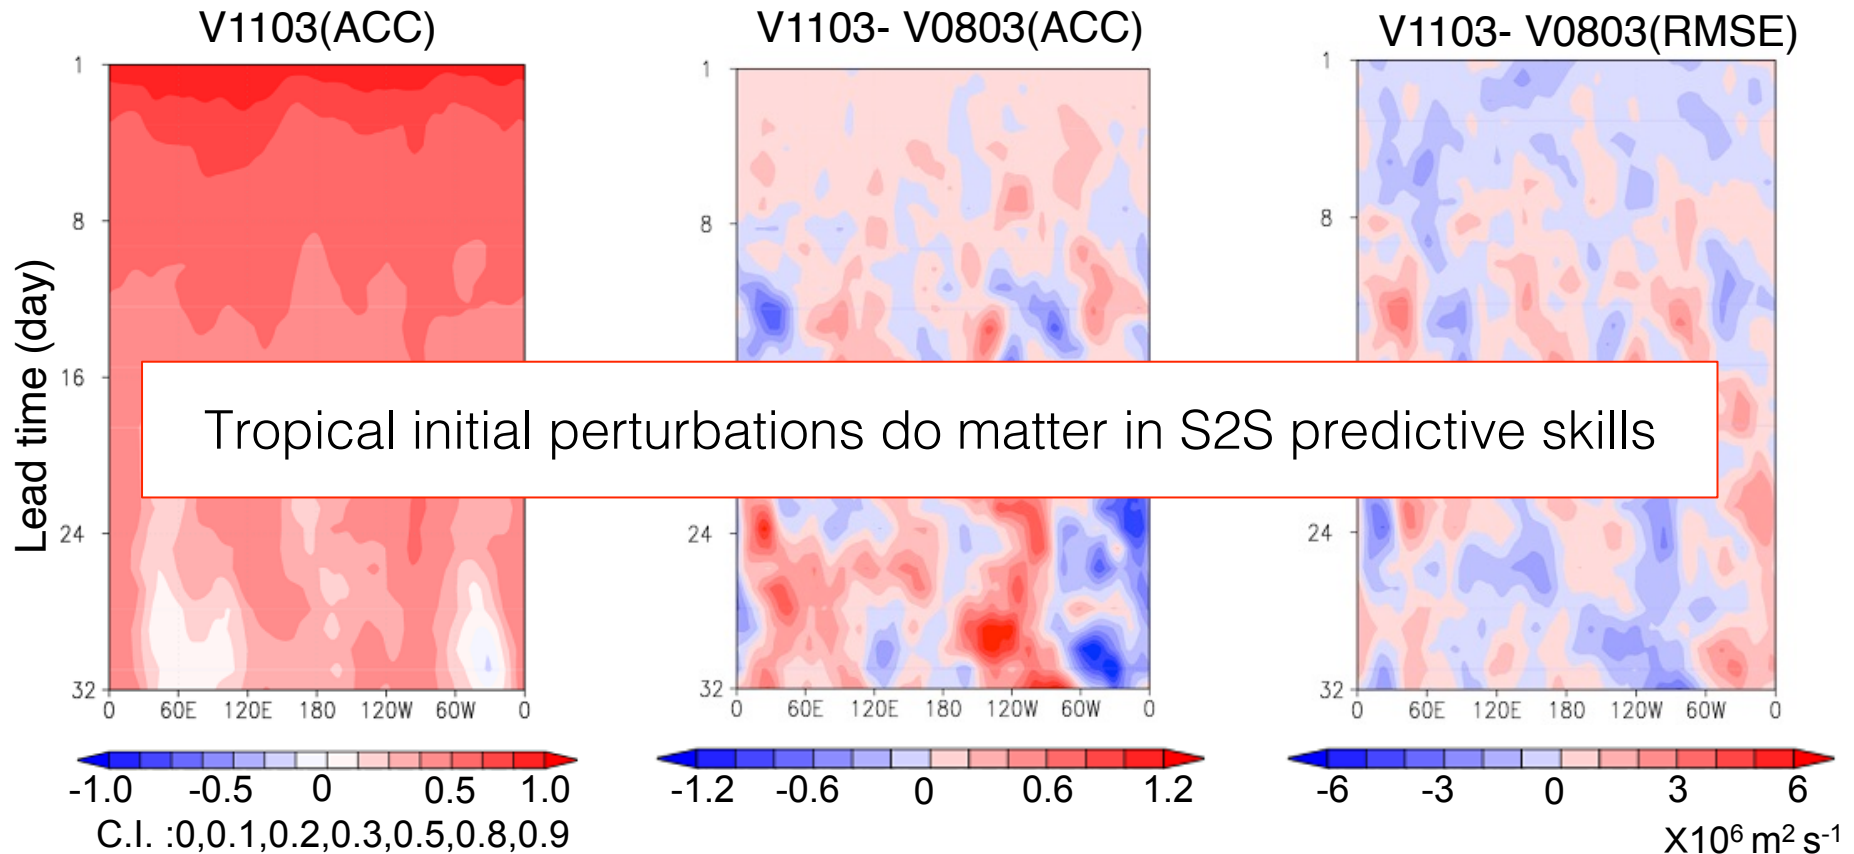 V1103(ACC)
V1103- V0803(ACC)
V1103- V0803(RMSE)
Lead time (day)
1
8
16
24
32
0 60E 120E 180 120W 60W 0
1
8
24
32
0 60E 120E 180 120W 60W 0
1
8
24
32
0 60E 120E 180 120W 60W 0
Tropical initial perturbations do matter in S2S predictive skills
-1.0 -0.5 0 0.5 1.0
-1.2 -0.6 0 0.6 1.2
-6 -3 0 3 6
C.I. :0,0.1,0.2,0.3,0.5,0.8,0.9
X10⁶ m² s⁻¹